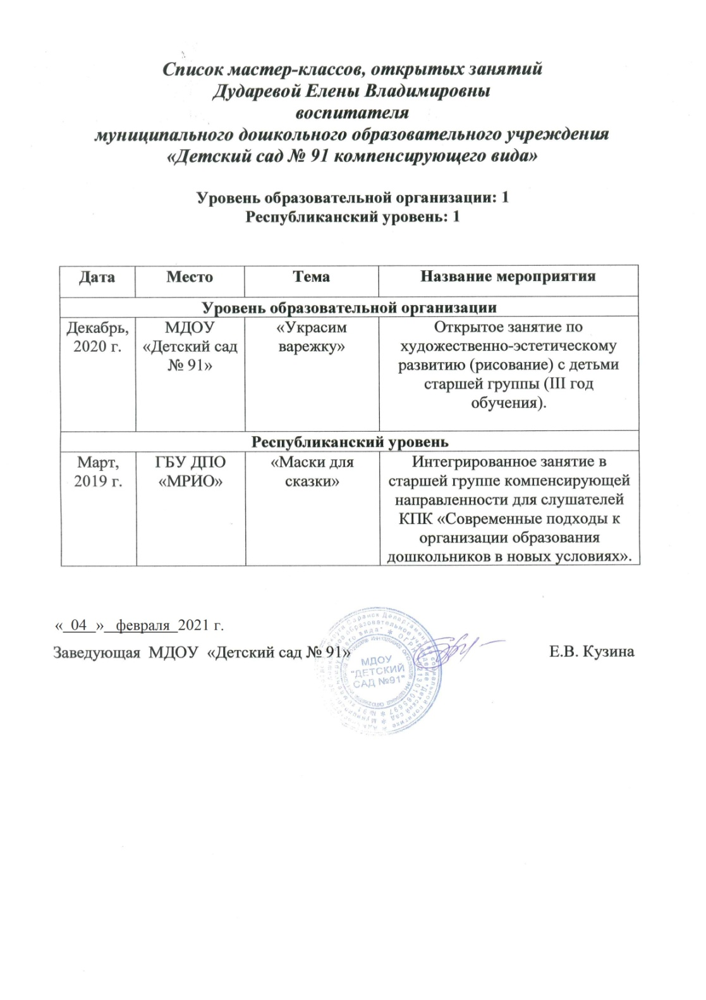 Список мастер-классов, открытых занятий
Дударевой Елены Владимировны
воспитателя
муниципального дошкольного образовательного учреждения
«Детский сад № 91 компенсирующего вида»
Уровень образовательной организации: 1
Республиканский уровень: 1
Дата Место Тема Название мероприятия
Уровень образовательной организации
Декабрь, 2020 г.
МДОУ «Детский сад № 91»
«Украсим варежку»
Открытое занятие по
художественно-эстетическому
развитию (рисование) с детьми
старшей группы (III год
обучения).
Республиканский уровень
Март, 2019 г.
ГБУ ДПО «МРИО»
«Маски для сказки»
Интегрированное занятие в
старшей группе компенсирующей
направленности для слушателей
КПК «Современные подходы к
организации образования
дошкольников в новых условиях».
«_04_»_февраля_2021 г.
Заведующая МДОУ «Детский сад № 91» Е.В. Кузина
МДОУ
"ДЕТСКИЙ
САД №91"